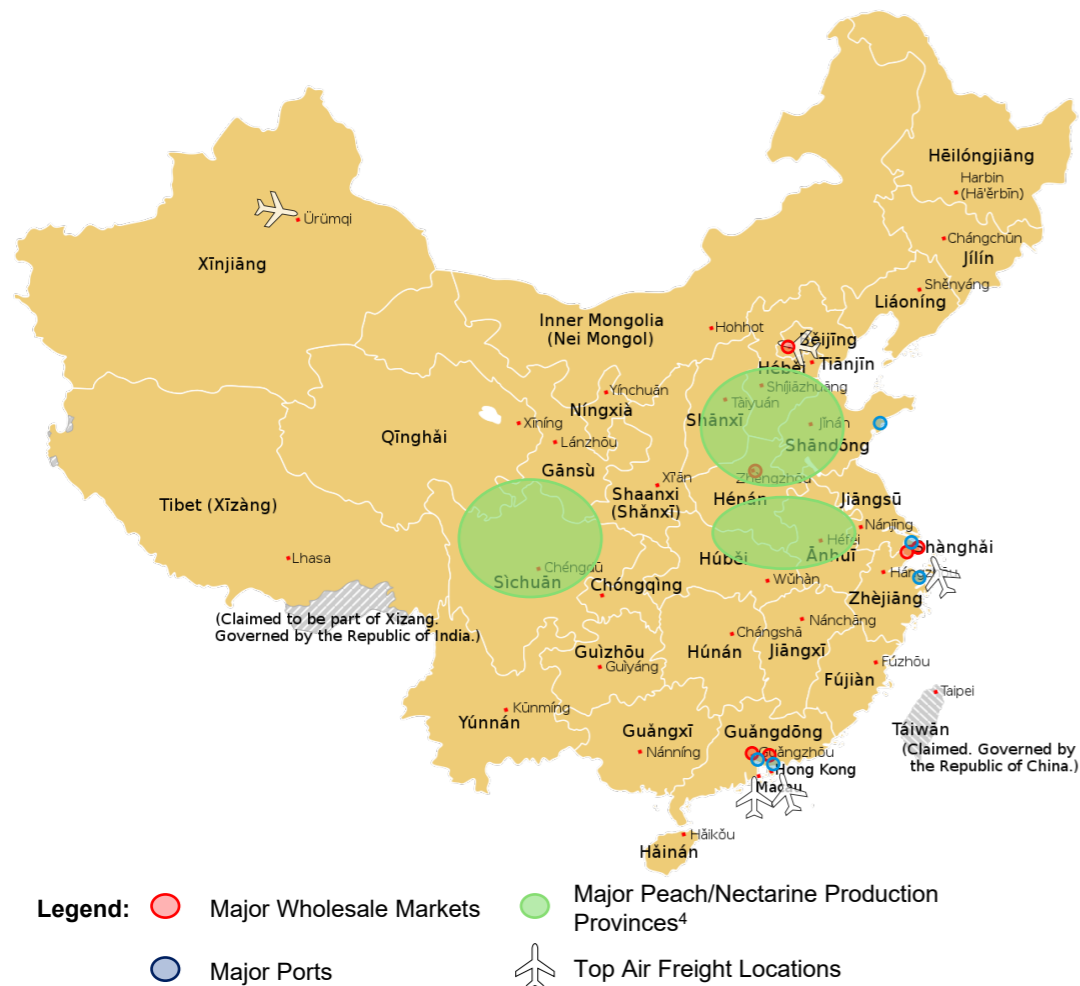 Hēilóngjiāng
Harbin
(Hā'ěrbīn)
Chángchūn
Jílín
Shěnyáng
Liáoníng
Ürümqi
Xīnjiāng
Inner Mongolia
(Nei Mongol)
Hohhot
Běijīng
Tiānjīn
Héběi
Shíjiāzhuāng
Yínchuān
Níngxià
Tàiyuán
Shānxī
Jǐnán
Shāndōng
Xīníng
Qīnghǎi
Lánzhōu
Gānsù
Xī'ān
Shaanxi
(Shǎnxī)
Zhèngzhōu
Hénán
Jiāngsū
Nánjīng
Tibet (Xīzàng)
Lhasa
Chéngdū
Sìchuān
Chóngqìng
Húběi
Héfěi
Ānhuī
Shànghǎi
Wǔhàn
Zhèjiāng
(Claimed to be part of Xizang.
Governed by the Republic of India.)
Nánchāng
Chángshā
Húnán
Jiāngxī
Guìzhōu
Guìyáng
Fúzhōu
Fújiàn
Kūnmíng
Yúnnán
Taipei
Táiwān
(Claimed. Governed by
the Republic of China.)
Guǎngxī
Nánníng
Guǎngdōng
Guǎngzhōu
Hong Kong
Macau
Hǎikǒu
Hǎinán
Legend:
Major Wholesale Markets
Major Peach/Nectarine Production
Provinces⁴
Major Ports
Top Air Freight Locations